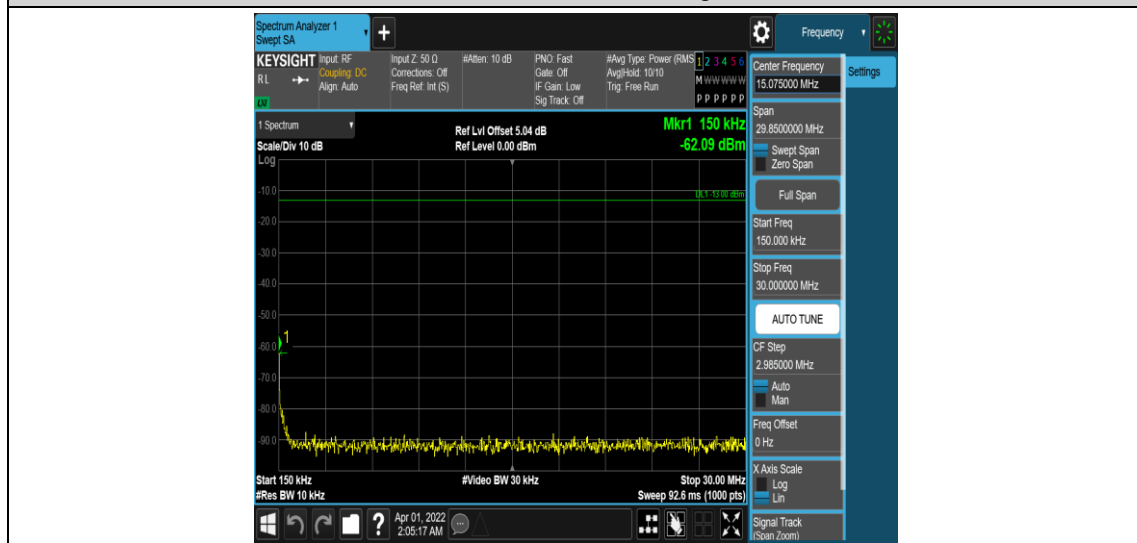 Spectrum Analyzer 1
Swept SA
+
Frequency
KEYSIGHT
RL
LXI
Input: RF
Coupling: DC
Align: Auto
Input Z: 50 Ω
Corrections: Off
Freq Ref: Int (S)
#Atten: 10 dB
PNO: Fast
Gate: Off
IF Gain: Low
Sig Track: Off
#Avg Type: Power (RMS
Avg|Hold: 10/10
Trig: Free Run
1 2 3 4 5 6
M W W W W W
P P P P P P
1 Spectrum
Scale/Div 10 dB
Log
Ref Lvl Offset 5.04 dB
Ref Level 0.00 dBm
Mkr1 150 kHz
-62.09 dBm
DL1 -13.00 dBm
-10.0
-20.0
-30.0
-40.0
-50.0
1
-60.0
-70.0
-80.0
-90.0
Start 150 kHz
#Res BW 10 kHz
#Video BW 30 kHz
Stop 30.00 MHz
Sweep 92.6 ms (1000 pts)
?
Apr 01, 2022
2:05:17 AM
Center Frequency
15.075000 MHz
Settings
Span
29.8500000 MHz
Swept Span
Zero Span
Full Span
Start Freq
150.000 kHz
Stop Freq
30.000000 MHz
AUTO TUNE
CF Step
2.985000 MHz
Auto
Man
Freq Offset
0 Hz
X Axis Scale
Log
Lin
Signal Track
(Span Zoom)